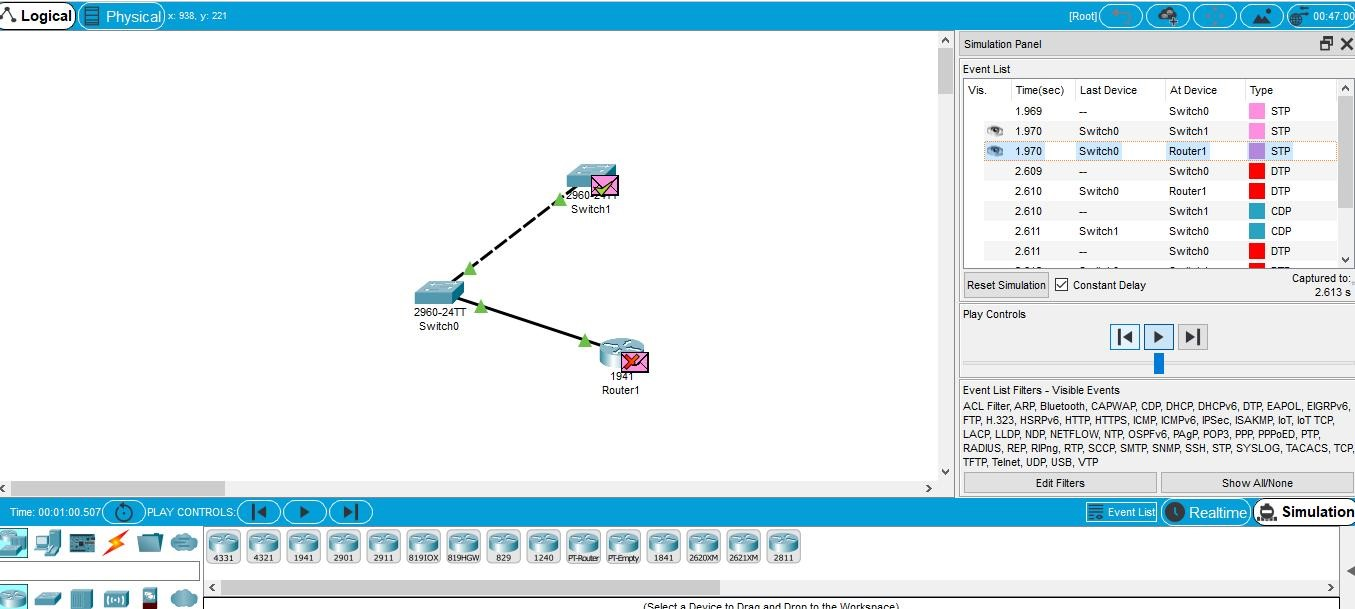 Logical
Physical x: 938, y: 221
[Root] 00:47:00
Simulation Panel
Event List
Vis. Time(sec) Last Device At Device Type
1.969 -- Switch0 STP
1.970 Switch0 Switch1 STP
1.970 Switch0 Router1 STP
2.609 -- Switch0 DTP
2.610 Switch0 Router1 DTP
2.610 -- Switch1 CDP
2.611 Switch1 Switch0 CDP
2.611 -- Switch0 DTP
Reset Simulation Constant Delay Captured to:
2.613 s
Play Controls
Event List Filters - Visible Events
ACL Filter, ARP, Bluetooth, CAPWAP, CDP, DHCP, DHCPv6, DTP, EAPOL, EIGRPv6,
FTP, H.323, HSRPv6, HTTP, HTTPS, ICMP, ICMPv6, IPSec, ISAKMP, IoT, IoT TCP,
LACP, LLDP, NDP, NETFLOW, NTP, OSPFv6, PAgP, POP3, PPP, PPPoED, PTP,
RADIUS, REP, RIPng, RTP, SCCP, SMTP, SNMP, SSH, STP, SYSLOG, TACACS, TCP,
TFTP, Telnet, UDP, USB, VTP
Edit Filters Show All/None
2960-24TT
Switch1
2960-24TT
Switch0
1941
Router1
Time: 00:01:00.507 PLAY CONTROLS: Event List Realtime Simulation
4331 4321 1941 2901 2911 819IOX 819HGW 829 1240 PT-Router PT-Empty 1841 2620XM 2621XM 2811
(Select a Device to Drag and Drop to the Workspace)